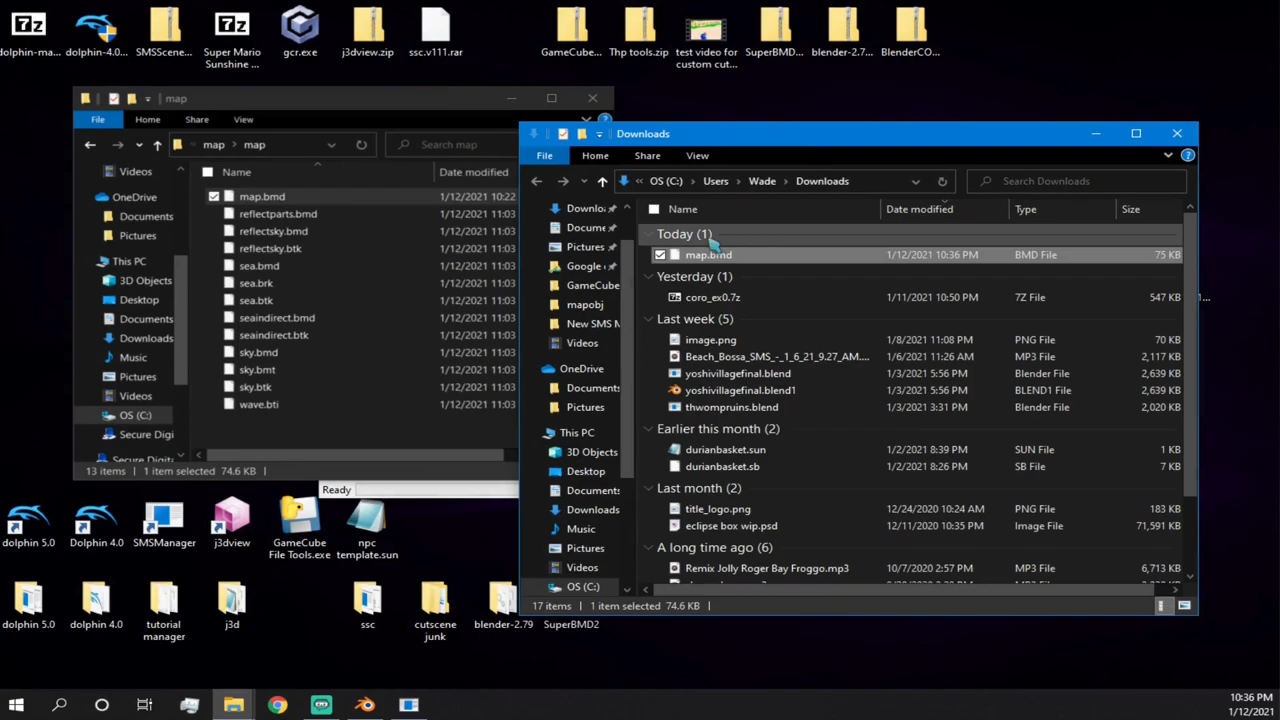 dolphin-ma...
dolphin-4.0...
SMSScene...
Super Mario
Sunshine ...
gcr.exe
j3dview.zip
ssc.v111.rar
GameCube...
Thp tools.zip
test video for
custom cut...
SuperBMD...
blender-2.7...
BlenderCO...
map
File
Home
Share
View
map
map
Search map
Name
Date modified
Videos
OneDrive
Documents
Pictures
This PC
3D Objects
Desktop
Documents
Downloads
Music
Pictures
Videos
OS (C:)
Secure Digi
Secure Digital
map.bmd 1/12/2021 10:22
reflectparts.bmd 1/12/2021 11:03
reflectsky.bmd 1/12/2021 11:03
reflectsky.btk 1/12/2021 11:03
sea.bmd 1/12/2021 11:03
sea.brk 1/12/2021 11:03
sea.btk 1/12/2021 11:03
seaindirect.bmd 1/12/2021 11:03
seaindirect.btk 1/12/2021 11:03
sky.bmd 1/12/2021 11:03
sky.bmt 1/12/2021 11:03
sky.btk 1/12/2021 11:03
wave.bti 1/12/2021 11:03
13 items 1 item selected 74.6 KB
Ready
Downloads
File
Home
Share
View
OS (C:)
Users
Wade
Downloads
Search Downloads
Name
Date modified
Type
Size
Downloa
Docume
Pictures
Google
GameCube
mapobj
New SMS M
Videos
OneDrive
Documents
Pictures
This PC
3D Objects
Desktop
Documents
Downloads
Music
Pictures
Videos
OS (C:)
Today (1)
map.bmd 1/12/2021 10:36 PM BMD File 75 KB
Yesterday (1)
coro_ex0.7z 1/11/2021 10:50 PM 7Z File 547 KB
Last week (5)
image.png 1/8/2021 11:08 PM PNG File 70 KB
Beach_Bossa_SMS_-_1_6_21_9.27_AM.... 1/6/2021 11:26 AM MP3 File 2,117 KB
yoshivillagefinal.blend 1/3/2021 5:56 PM Blender File 2,639 KB
yoshivillagefinal.blend1 1/3/2021 5:56 PM BLEND1 File 2,639 KB
thwompruins.blend 1/3/2021 3:31 PM Blender File 2,020 KB
Earlier this month (2)
durianbasket.sun 1/2/2021 8:39 PM SUN File 1 KB
durianbasket.sb 1/2/2021 8:26 PM SB File 7 KB
Last month (2)
title_logo.png 12/24/2020 10:24 AM PNG File 183 KB
eclipse box wip.psd 12/11/2020 10:35 PM Image File 71,591 KB
A long time ago (6)
Remix Jolly Roger Bay Froggo.mp3 10/7/2020 2:57 PM MP3 File 6,713 KB
17 items 1 item selected 74.6 KB
dolphin 5.0
Dolphin 4.0
SMSManager
j3dview
GameCube
File Tools.exe
npc
template.sun
dolphin 5.0
dolphin 4.0
tutorial
manager
j3d
ssc
cutscene
junk
blender-2.79
SuperBMD2
10:36 PM
1/12/2021